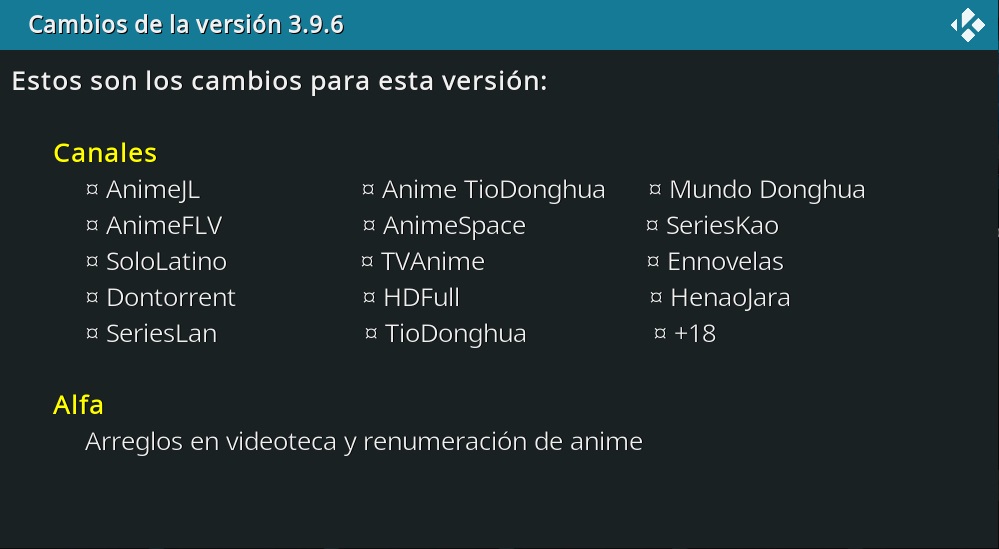 Cambios de la versión 3.9.6
Estos son los cambios para esta versión:
Canales
¤ AnimeJL ¤ Anime TioDonghua ¤ Mundo Donghua
¤ AnimeFLV ¤ AnimeSpace ¤ SeriesKao
¤ SoloLatino ¤ TVAnime ¤ Ennovelas
¤ Dontorrent ¤ HDFull ¤ HenaoJara
¤ SeriesLan ¤ TioDonghua ¤ +18
Alfa
Arreglos en videoteca y renumeración de anime